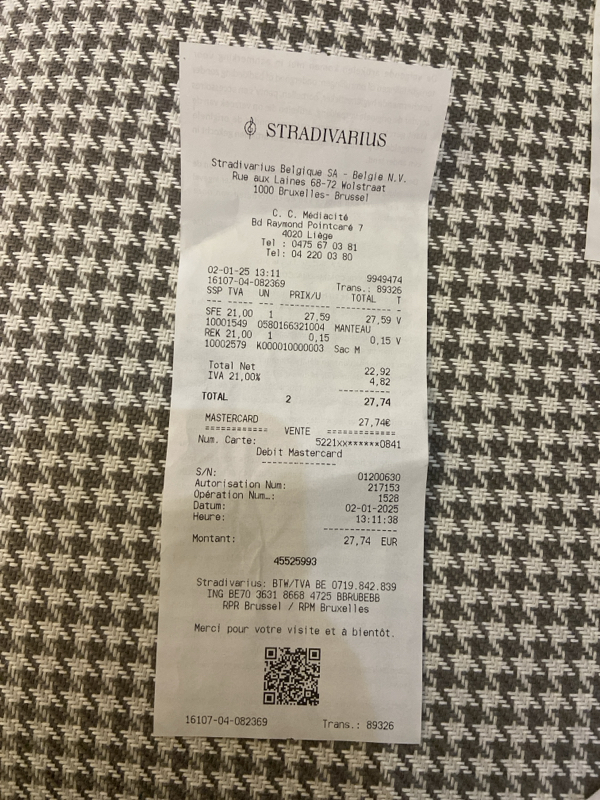 STRADIVARIUS
Stradivarius Belgique SA - Belgie N.V.
Rue aux Laines 68-72 Wolstraat
1000 Bruxelles- Brussel
C. C. Médiacité
Bd Raymond Pointcaré 7
4020 Liège
Tel : 0475 67 03 81
Tel: 04 220 03 80
02-01-25 13:11 9949474
16107-04-082369 Trans.: 89326
SSP TVA UN PRIX/U TOTAL T
SFE 21,00 1 27,59 27,59 V
10001549 0580166321004 MANTEAU
REK 21,00 1 0,15 0,15 V
10002579 K000010000003 Sac M
Total Net 22,92
IVA 21,00% 4,82
TOTAL 2 27,74
MASTERCARD 27,74€
============ VENTE =============
Num. Carte: 5221xx******0841
Debit Mastercard
S/N: 01200630
Autorisation Num: 217153
Opération Num..: 1528
Datum: 02-01-2025
Heure: 13:11:38
Montant: 27,74 EUR
45525993
Stradivarius: BTW/TVA BE 0719.842.839
ING BE70 3631 8668 4725 BBRUBEBB
RPR Brussel / RPM Bruxelles
Merci pour votre visite et à bientôt.
16107-04-082369 Trans.: 89326